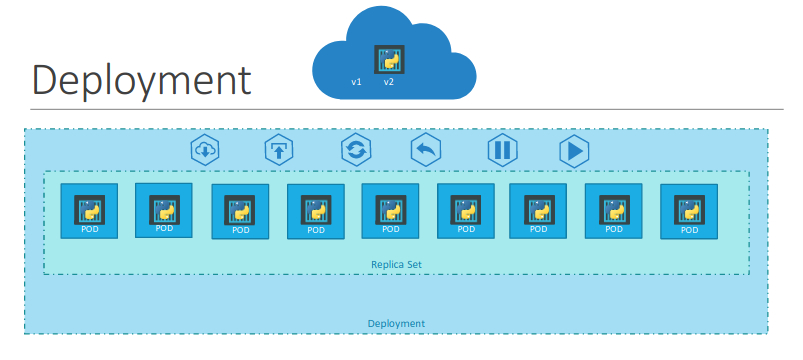 Deployment
v1 v2
POD POD POD POD POD POD POD POD POD
Replica Set
Deployment